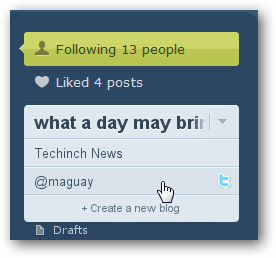 Following 13 people
Liked 4 posts
what a day may brin
Techinch News
@maguay
+ Create a new blog
Drafts